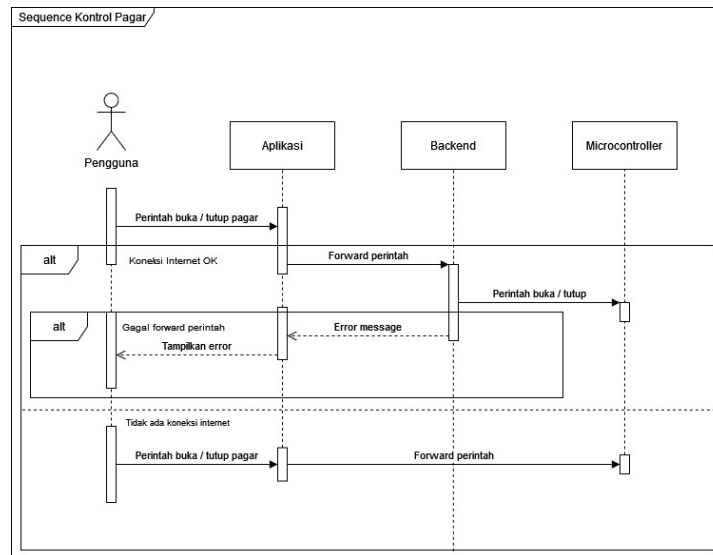 Sequence Kontrol Pagar
Pengguna
Aplikasi
Backend
Microcontroller
Perintah buka / tutup pagar
alt
Koneksi Internet OK
Forward perintah
Perintah buka / tutup
alt
Gagal forward perintah
Error message
Tampilkan error
Tidak ada koneksi internet
Perintah buka / tutup pagar
Forward perintah